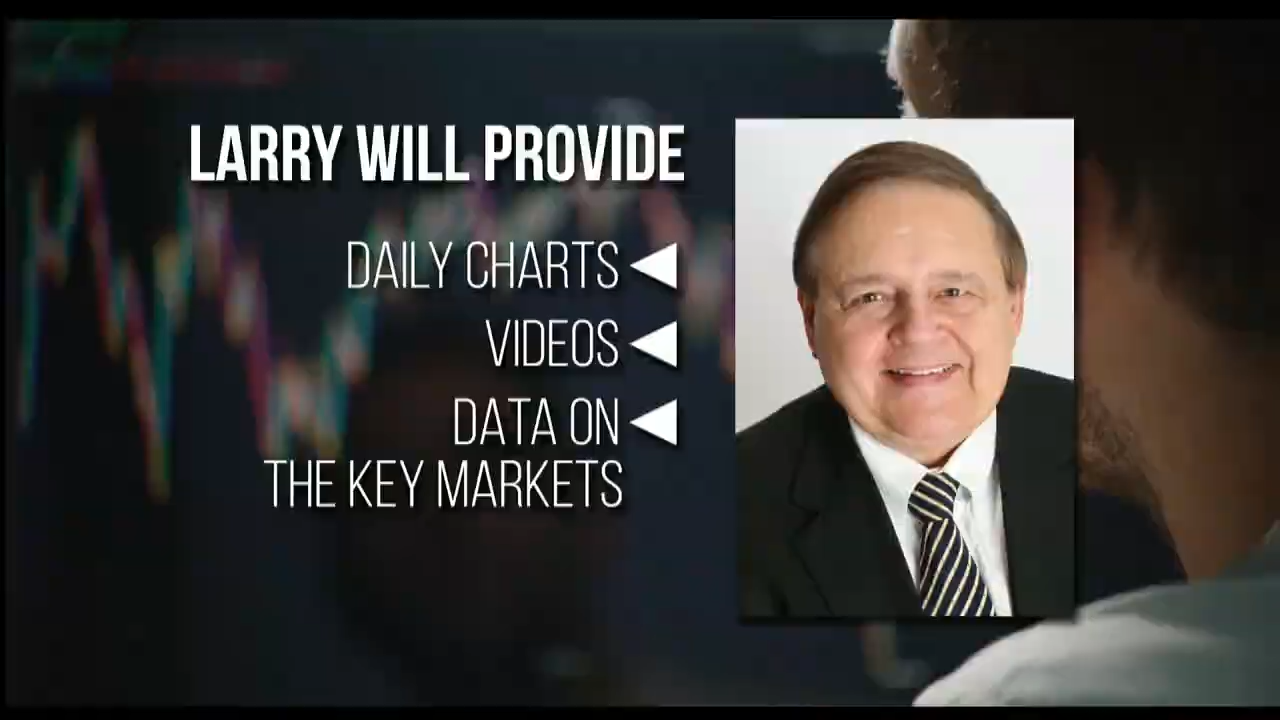 LARRY WILL PROVIDE
DAILY CHARTS
VIDEOS
DATA ON
THE KEY MARKETS